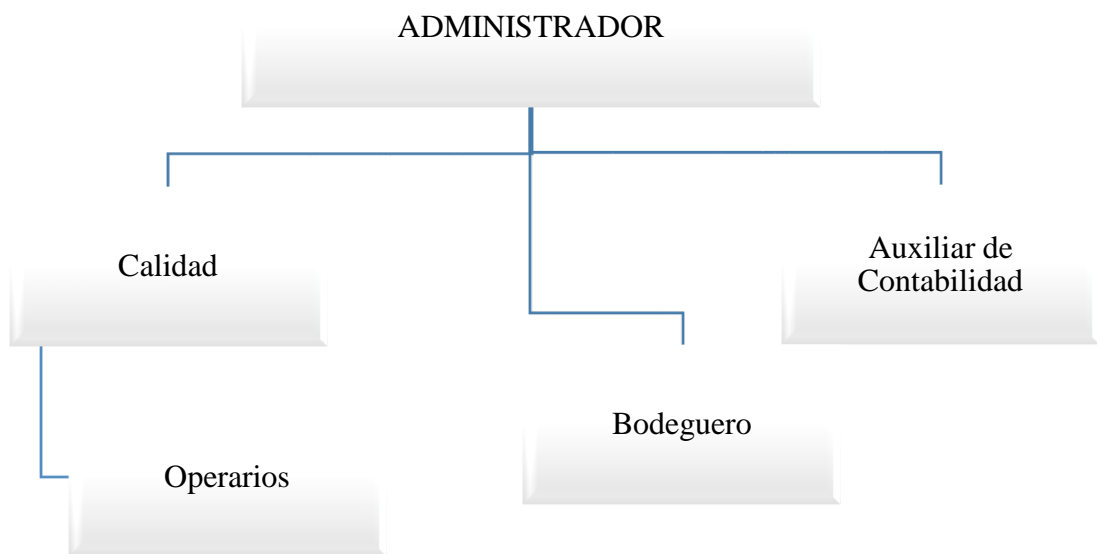 ADMINISTRADOR
Calidad
Auxiliar de
Contabilidad
Bodeguero
Operarios